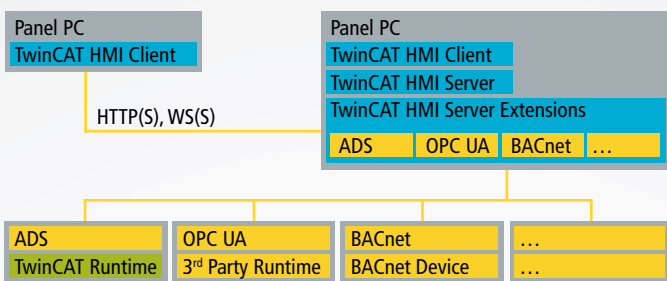 Panel PC
TwinCAT HMI Client
HTTP(S), WS(S)
Panel PC
TwinCAT HMI Client
TwinCAT HMI Server
TwinCAT HMI Server Extensions
ADS OPC UA BACnet ...
ADS
TwinCAT Runtime
OPC UA
3rd Party Runtime
BACnet
BACnet Device
...
...